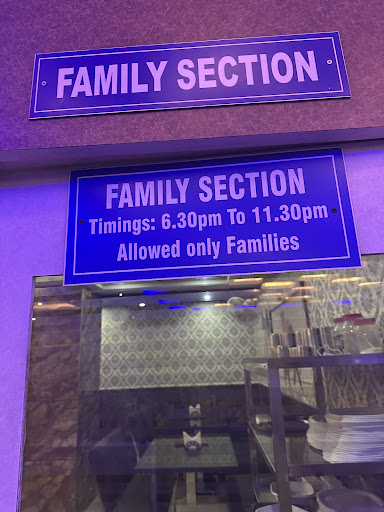 FAMILY SECTION
FAMILY SECTION
Timings: 6.30pm To 11.30pm
Allowed only Families